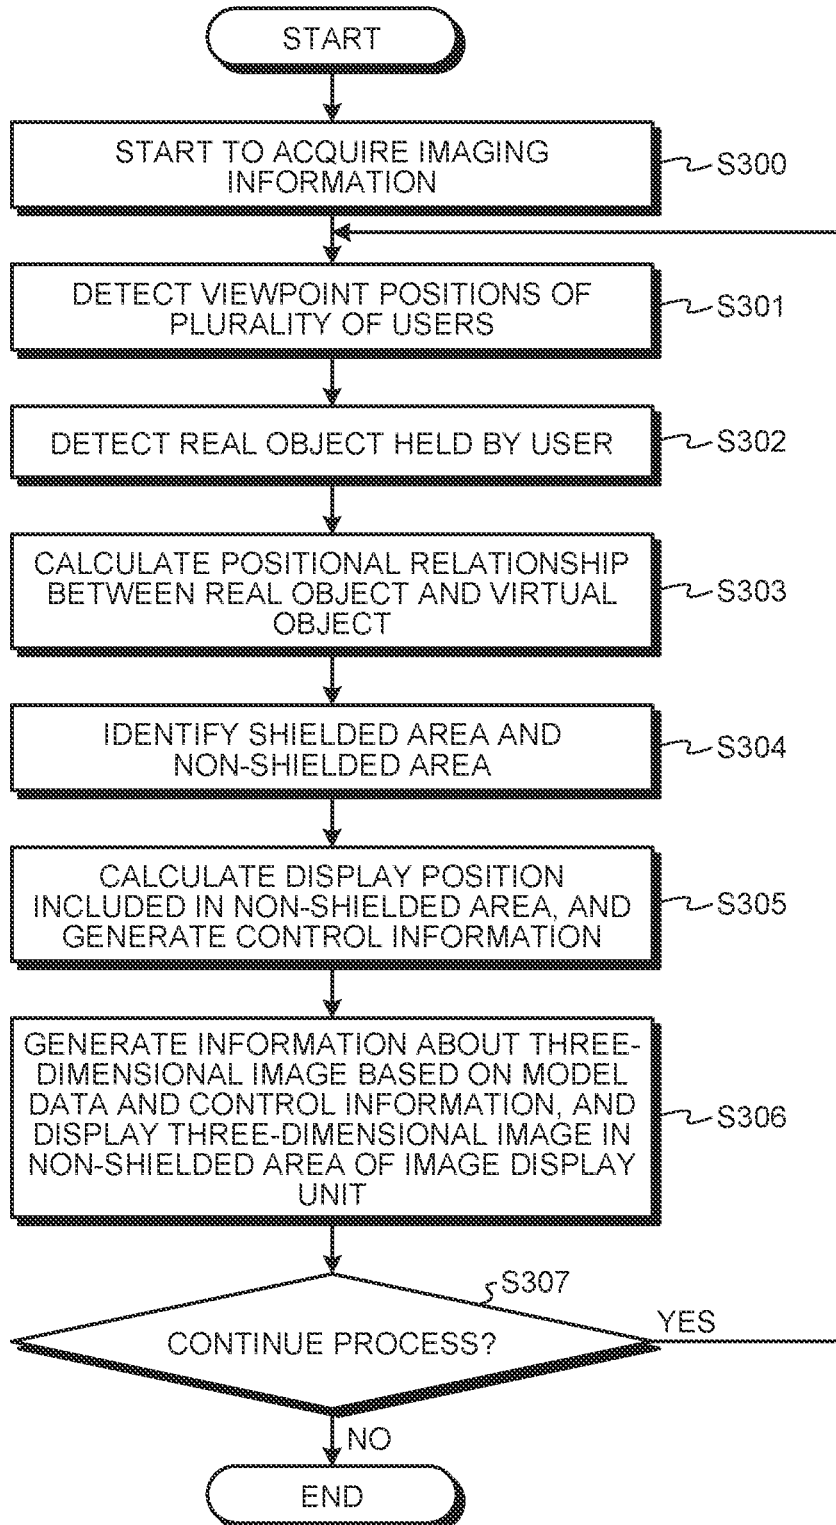 START
START TO ACQUIRE IMAGING
INFORMATION
S300
DETECT VIEWPOINT POSITIONS OF
PLURALITY OF USERS
S301
DETECT REAL OBJECT HELD BY USER
S302
CALCULATE POSITIONAL RELATIONSHIP
BETWEEN REAL OBJECT AND VIRTUAL
OBJECT
S303
IDENTIFY SHIELDED AREA AND
NON-SHIELDED AREA
S304
CALCULATE DISPLAY POSITION
INCLUDED IN NON-SHIELDED AREA, AND
GENERATE CONTROL INFORMATION
S305
GENERATE INFORMATION ABOUT THREE-
DIMENSIONAL IMAGE BASED ON MODEL
DATA AND CONTROL INFORMATION, AND
DISPLAY THREE-DIMENSIONAL IMAGE IN
NON-SHIELDED AREA OF IMAGE DISPLAY
UNIT
S306
S307
CONTINUE PROCESS?
YES
NO
END